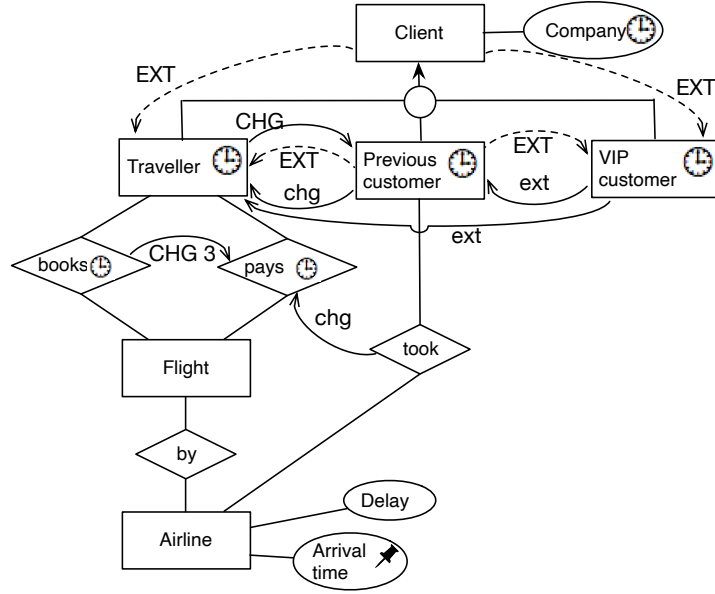 Client
Company
EXT
EXT
CHG
Traveller
EXT
chg
Previous
customer
EXT
ext
VIP
customer
ext
books
CHG 3
pays
chg
took
Flight
by
Delay
Airline
Arrival
time